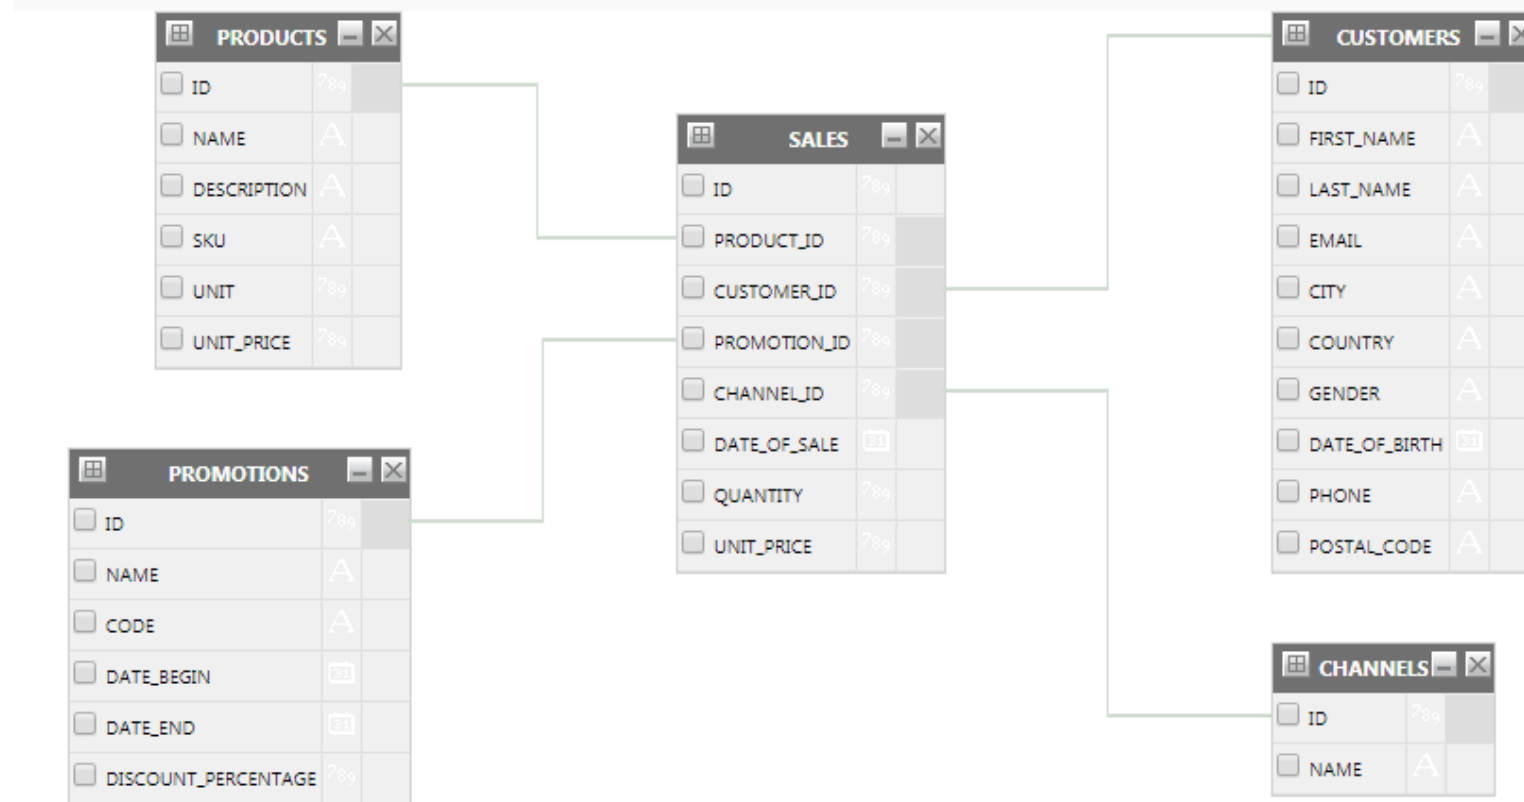 PRODUCTS
ID
NAME
DESCRIPTION
SKU
UNIT
UNIT_PRICE
PROMOTIONS
ID
NAME
CODE
DATE_BEGIN
DATE_END
DISCOUNT_PERCENTAGE
SALES
ID
PRODUCT_ID
CUSTOMER_ID
PROMOTION_ID
CHANNEL_ID
DATE_OF_SALE
QUANTITY
UNIT_PRICE
CUSTOMERS
ID
FIRST_NAME
LAST_NAME
EMAIL
CITY
COUNTRY
GENDER
DATE_OF_BIRTH
PHONE
POSTAL_CODE
CHANNELS
ID
NAME